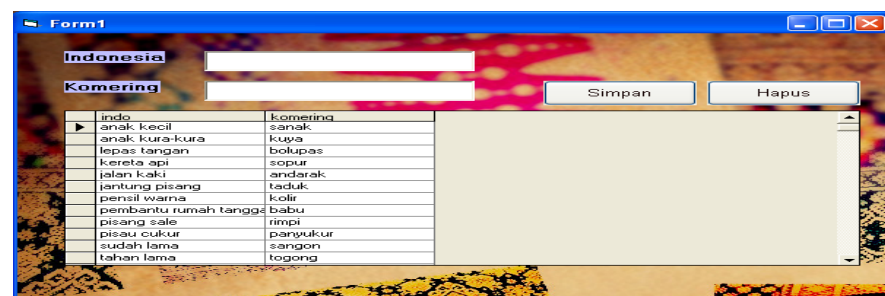 Form1
Indonesia
Komering
Simpan Hapus
indo komering
anak kecil sanak
anak kura-kura kuya
lepas tangan bolupas
kereta api sopur
jalan kaki andarak
jantung pisang taduk
pensil warna kolir
pembantu rumah tangga babu
pisang sale rimpi
pisau cukur panyukur
sudah lama sangon
tahan lama togong